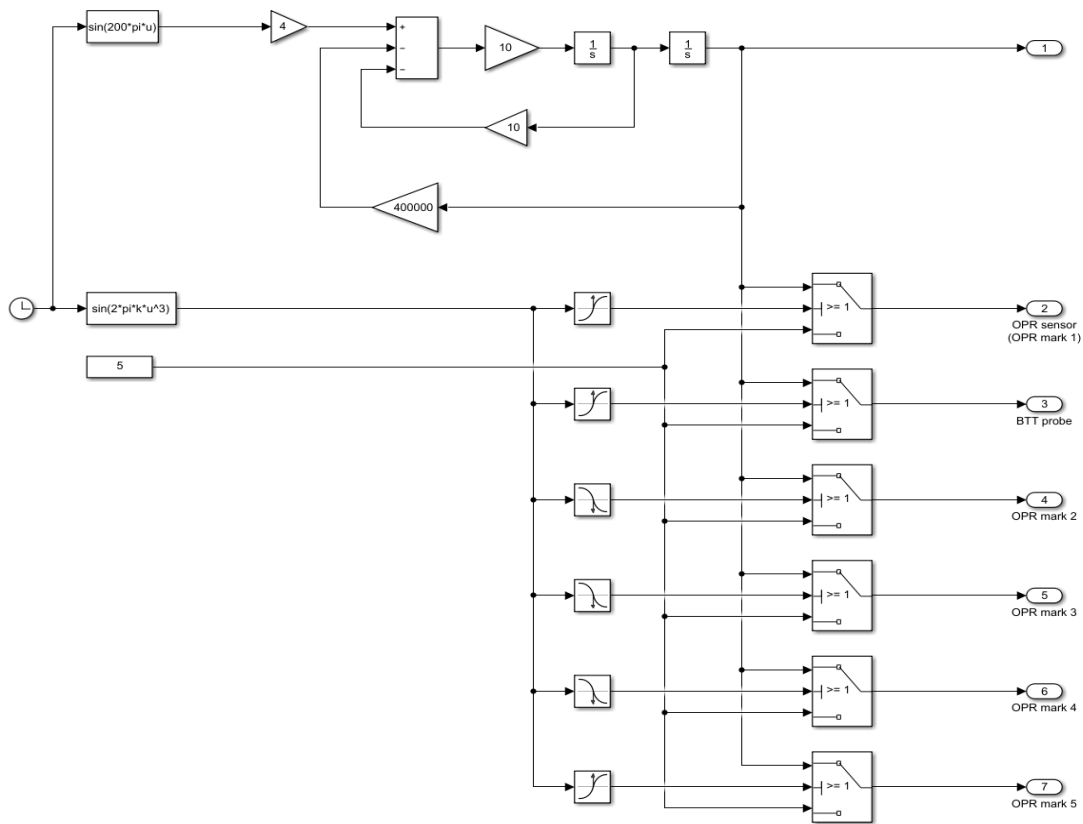 sin(200*pi*u)
4
+
−
−
10
1
s
1
s
1
10
400000
sin(2*pi*k*u^3)
>= 1
2
OPR sensor
(OPR mark 1)
5
>= 1
3
BTT probe
>= 1
4
OPR mark 2
>= 1
5
OPR mark 3
>= 1
6
OPR mark 4
>= 1
7
OPR mark 5